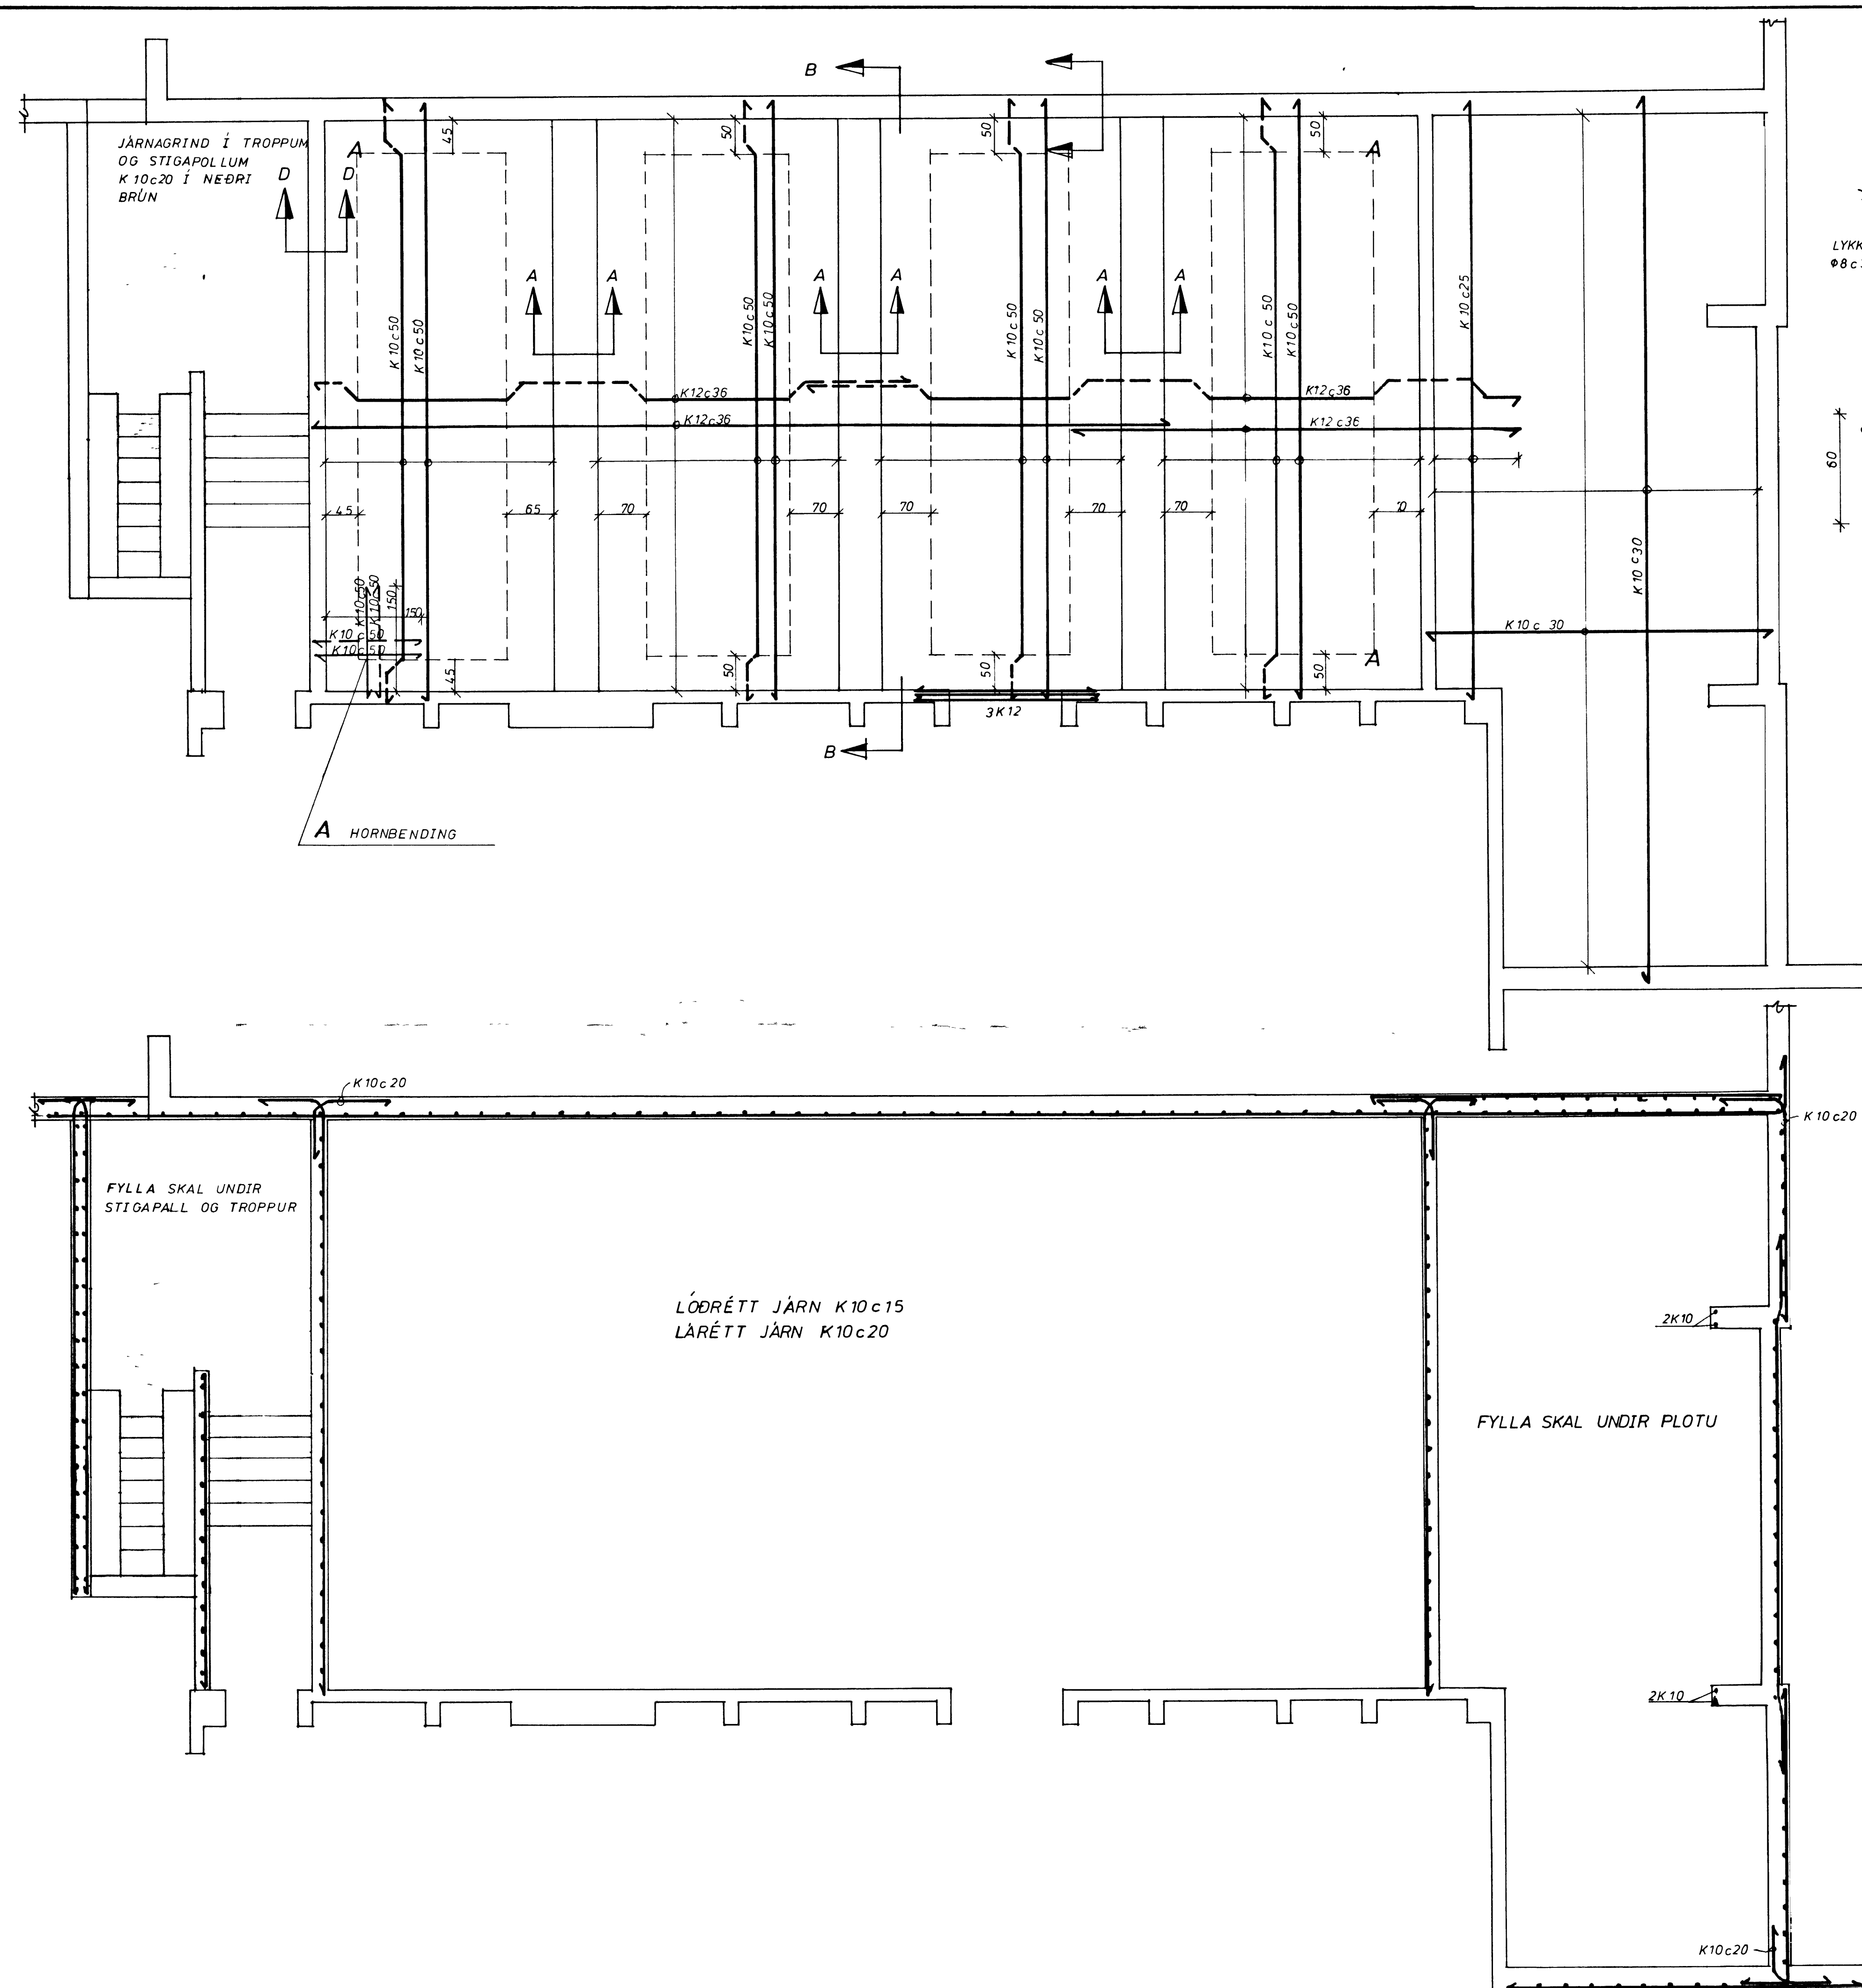 B
JÁRNAGRIND Í TROPPUM
OG STIGAPOLLUM
K 10c20 Í NEÐRI
BRÚN
D D
A
45
50
50
50
A
LYKK
K10c50
K10c50
K10c50
K10c50
K10c50
K10c50
K10c50
K10c50
K10c25
A A
A A
A A
K12c36
K12c36
K12c36
K12c36
60
45
65
70
70
70
70
70
70
K10c30
K10c50
K10c50
150
150
K10c50
K10c50
45
50
50
50
A
K10c30
3K12
B
A HORNBENDING
K10c20
K10c20
FYLLA SKAL UNDIR
STIGAPALL OG TROPPUR
LÓÐRÉTT JÁRN K10c15
LÁRÉTT JÁRN K10c20
2K10
FYLLA SKAL UNDIR PLOTU
2K10
K10c20